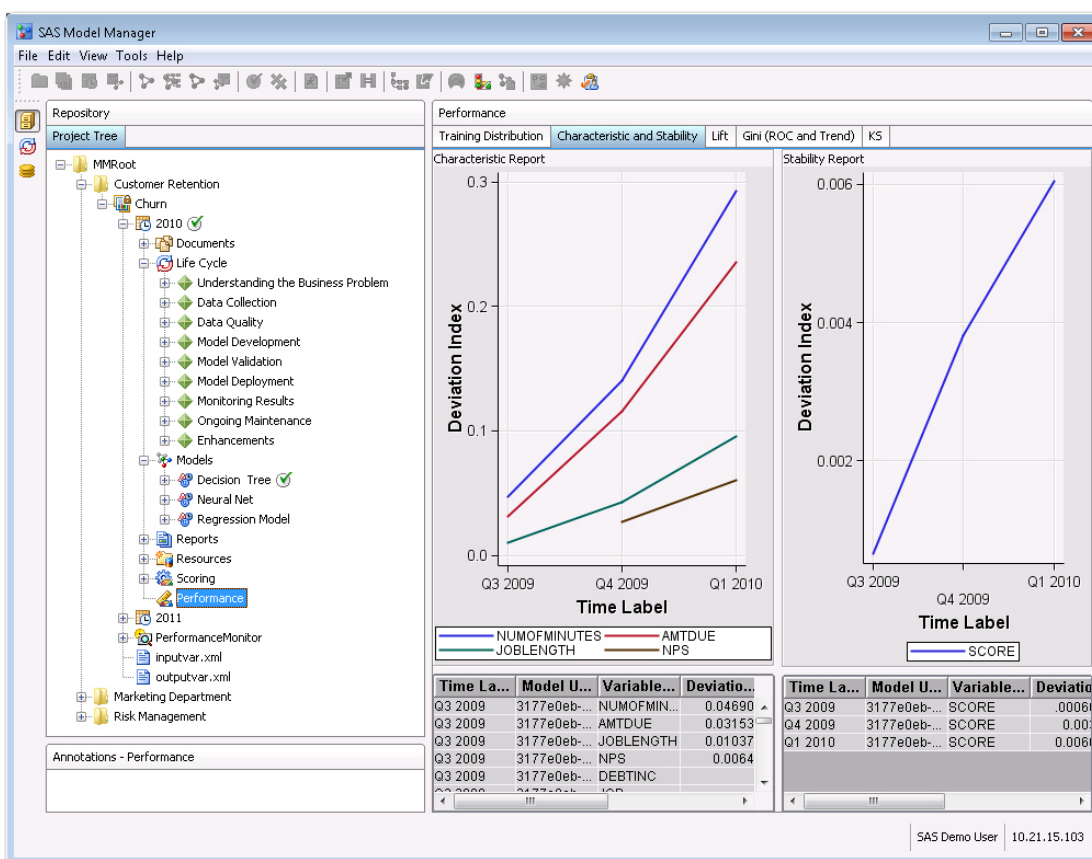 SAS Model Manager
File Edit View Tools Help
Repository
Project Tree
MMRoot
Customer Retention
Churn
2010
Documents
Life Cycle
Understanding the Business Problem
Data Collection
Data Quality
Model Development
Model Validation
Model Deployment
Monitoring Results
Ongoing Maintenance
Enhancements
Models
Decision Tree
Neural Net
Regression Model
Reports
Resources
Scoring
Performance
2011
PerformanceMonitor
inputvar.xml
outputvar.xml
Marketing Department
Risk Management
Annotations - Performance
Performance
Training Distribution Characteristic and Stability Lift Gini (ROC and Trend) KS
Characteristic Report
0.3
0.2
0.1
0.0
Deviation Index
Q3 2009 Q4 2009 Q1 2010
Time Label
NUMOFMINUTES AMTDUE
JOBLENGTH NPS
Time La... Model U... Variable... Deviatio...
Q3 2009 3177e0eb-... NUMOFMIN... 0.04690
Q3 2009 3177e0eb-... AMTDUE 0.03153
Q3 2009 3177e0eb-... JOBLENGTH 0.01037
Q3 2009 3177e0eb-... NPS 0.0064
Q3 2009 3177e0eb-... DEBTINC
Stability Report
0.006
0.004
0.002
Deviation Index
Q3 2009 Q1 2010
Q4 2009
Time Label
SCORE
Time La... Model U... Variable... Deviatio
Q3 2009 3177e0eb-... SCORE .0006
Q4 2009 3177e0eb-... SCORE 0.00
Q1 2010 3177e0eb-... SCORE 0.006
SAS Demo User 10.21.15.103